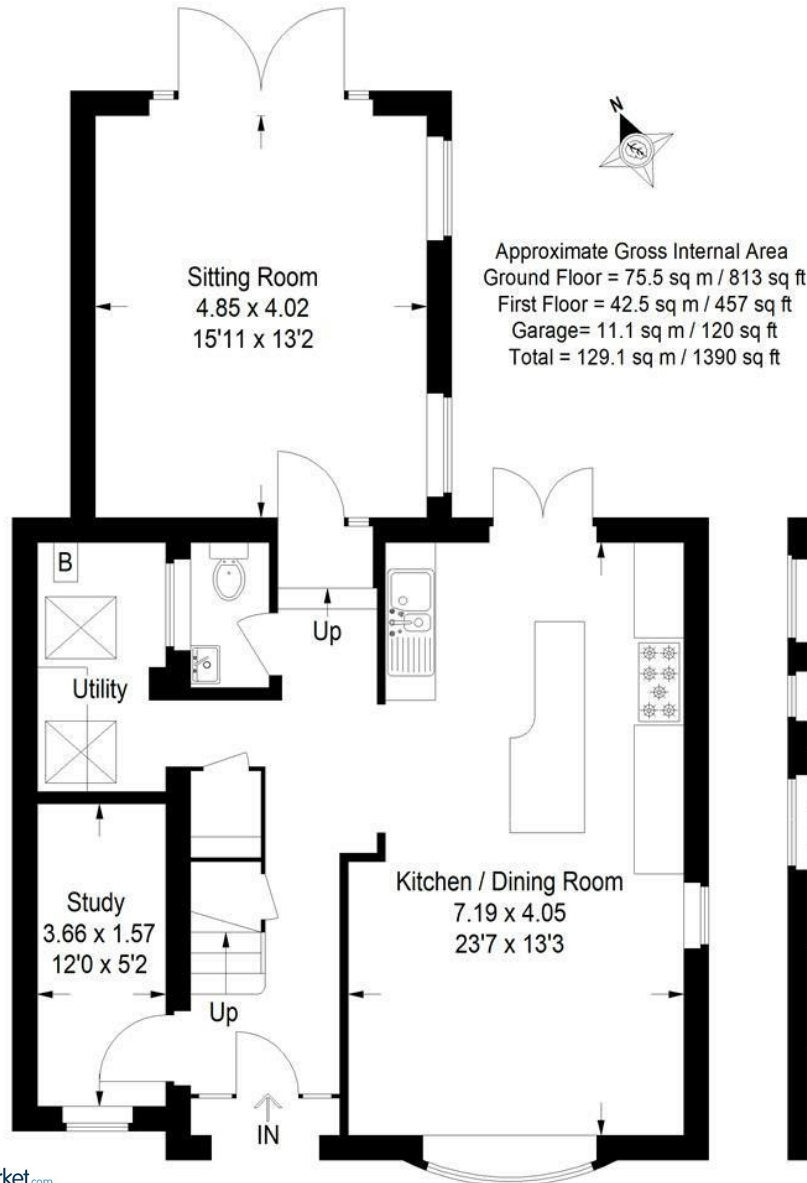 N
Approximate Gross Internal Area
Ground Floor = 75.5 sq m / 813 sq ft
First Floor = 42.5 sq m / 457 sq ft
Garage= 11.1 sq m / 120 sq ft
Total = 129.1 sq m / 1390 sq ft
Sitting Room
4.85 x 4.02
15'11 x 13'2
B
Up
Utility
Kitchen / Dining Room
7.19 x 4.05
23'7 x 13'3
Study
3.66 x 1.57
12'0 x 5'2
Up
IN
rket.com